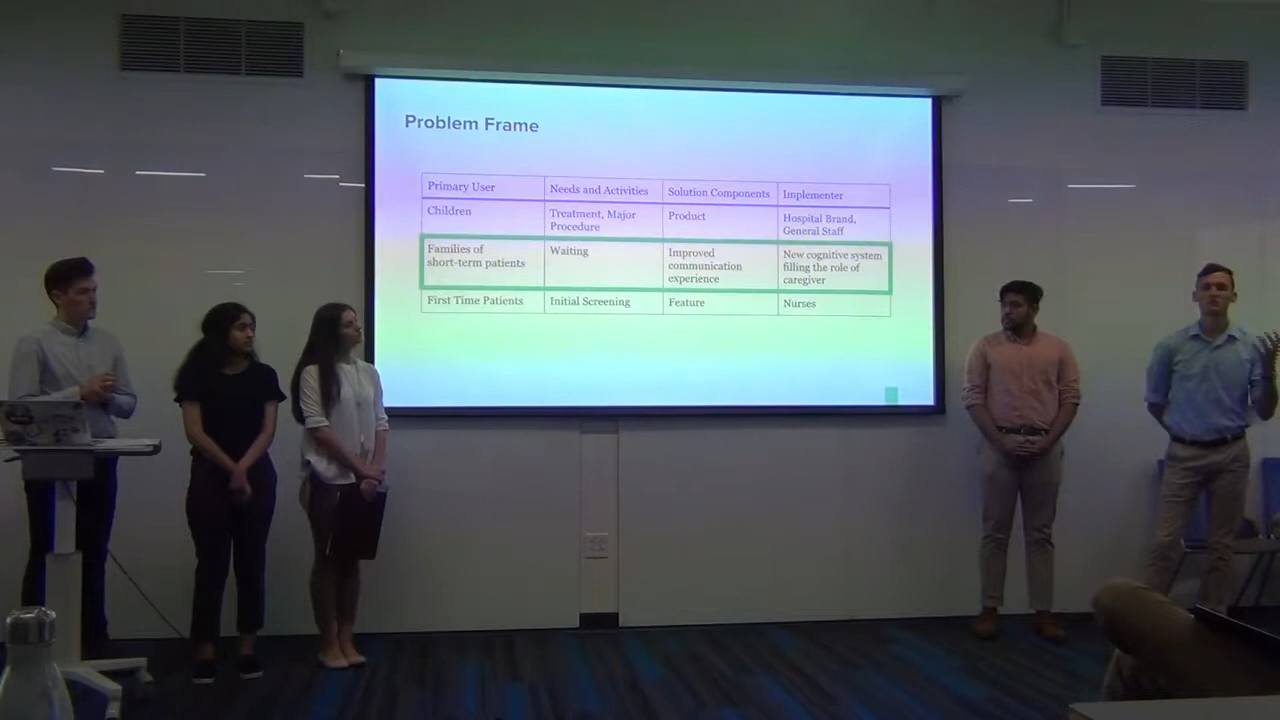 Problem Frame
Primary User
Needs and Activities
Solution Components
Implementer
Children
Treatment, Major
Procedure
Product
Hospital Brand,
General Staff
Families of
short-term patients
Waiting
Improved
communication
experience
New cognitive system
filling the role of
caregiver
First Time Patients
Initial Screening
Feature
Nurses